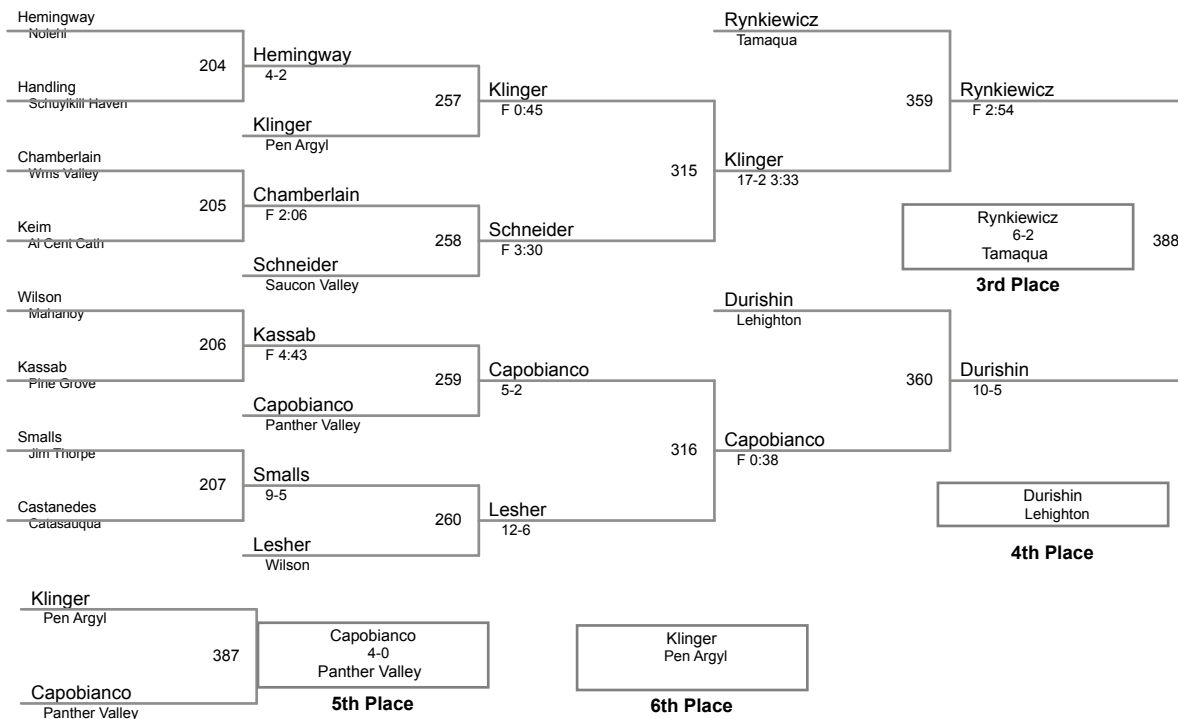 Hemingway
Nolehi
204
Handling
Schuylkill Haven
Hemingway
4-2
257
Klinger
Pen Argyl
Klinger
F 0:45
Chamberlain
Wms Valley
205
Keim
Al Cent Cath
Chamberlain
F 2:06
258
Schneider
Saucon Valley
Schneider
F 3:30
315
Klinger
17-2 3:33
Rynkiewicz
Tamaqua
359
Rynkiewicz
F 2:54
Rynkiewicz
6-2
Tamaqua
388
3rd Place
Wilson
Mahanoy
206
Kassab
Pine Grove
Kassab
F 4:43
259
Capobianco
Panther Valley
Capobianco
5-2
Smalls
Jim Thorpe
207
Castanedes
Catasauqua
Smalls
9-5
260
Lesher
Wilson
Lesher
12-6
316
Capobianco
F 0:38
Durishin
Lehighton
360
Durishin
10-5
Durishin
Lehighton
4th Place
Klinger
Pen Argyl
387
Capobianco
Panther Valley
Capobianco
4-0
Panther Valley
5th Place
Klinger
Pen Argyl
6th Place